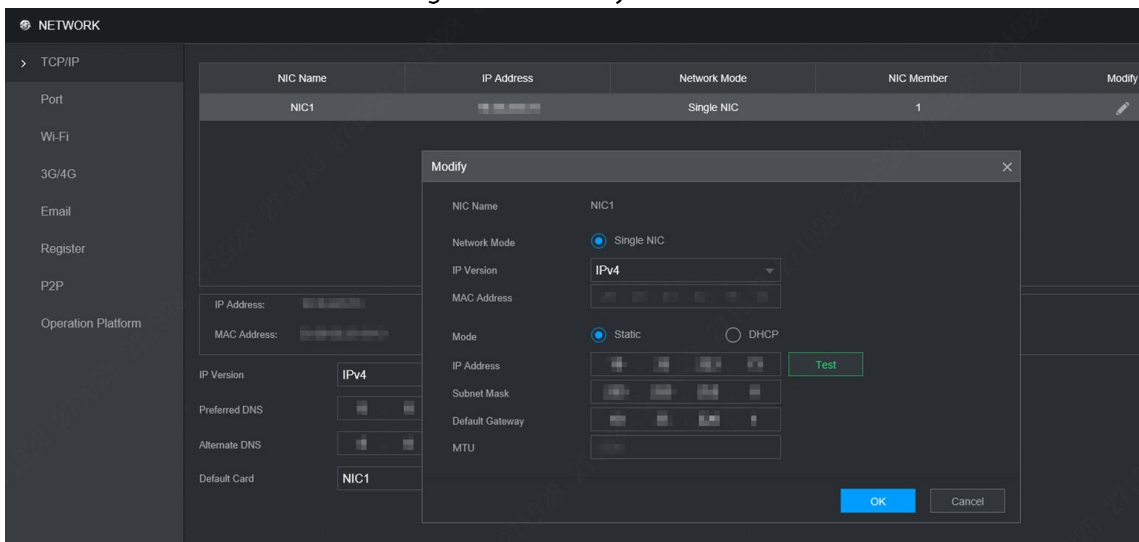 NETWORK
TCP/IP
Port
Wi-Fi
3G/4G
Email
Register
P2P
Operation Platform
NIC Name IP Address Network Mode NIC Member Modify
NIC1 Single NIC 1
Modify
NIC Name NIC1
Network Mode Single NIC
IP Version IPv4
MAC Address
Mode Static DHCP
IP Address Test
Subnet Mask
Default Gateway
MTU
OK Cancel
IP Address:
MAC Address:
IP Version IPv4
Preferred DNS
Alternate DNS
Default Card NIC1